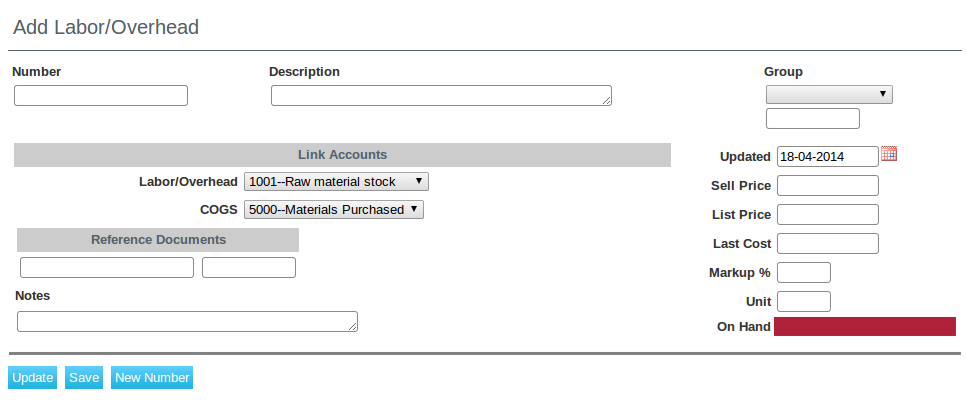 Add Labor/Overhead
Number Description Group
Link Accounts
Labor/Overhead 1001--Raw material stock
COGS 5000--Materials Purchased
Reference Documents
Notes
Updated 18-04-2014
Sell Price
List Price
Last Cost
Markup %
Unit
On Hand
Update Save New Number